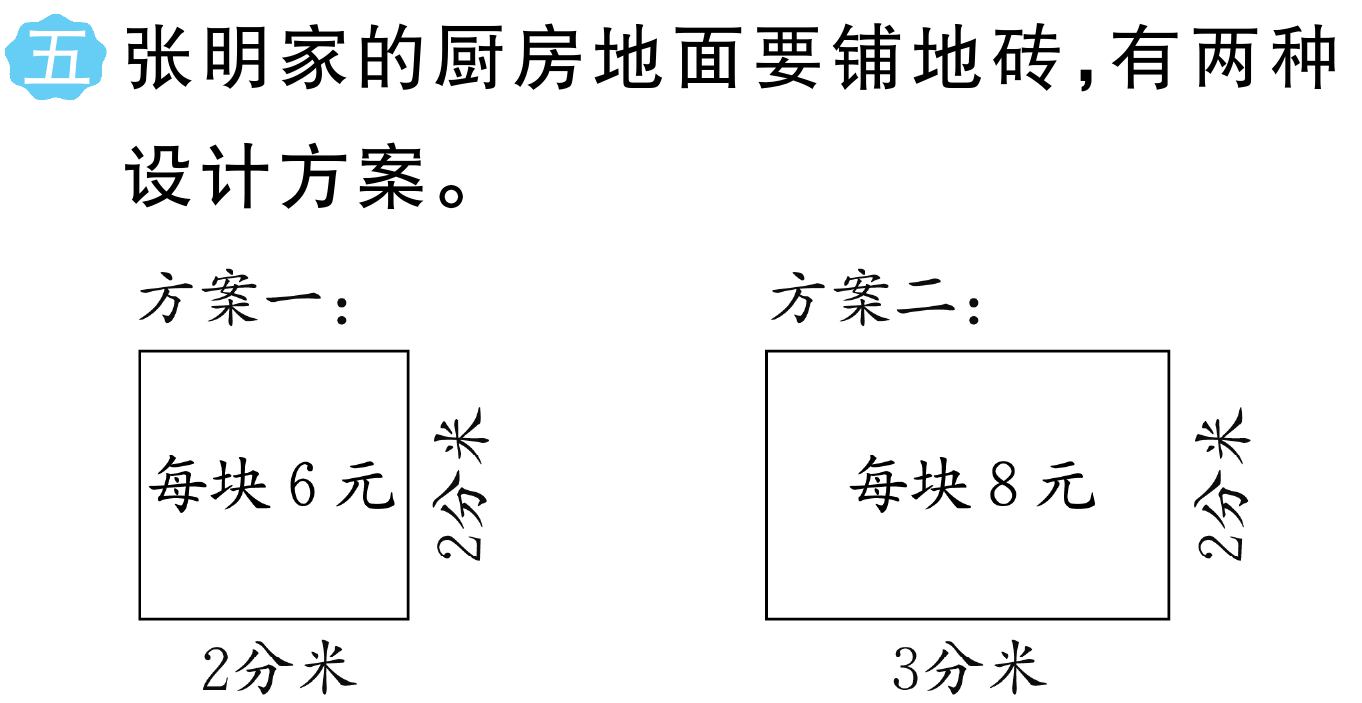 五 张明家的厨房地面要铺地砖,有两种
设计方案。
方案一: 方案二:
每块6元 2分米 每块8元 2分米
2分米 3分米